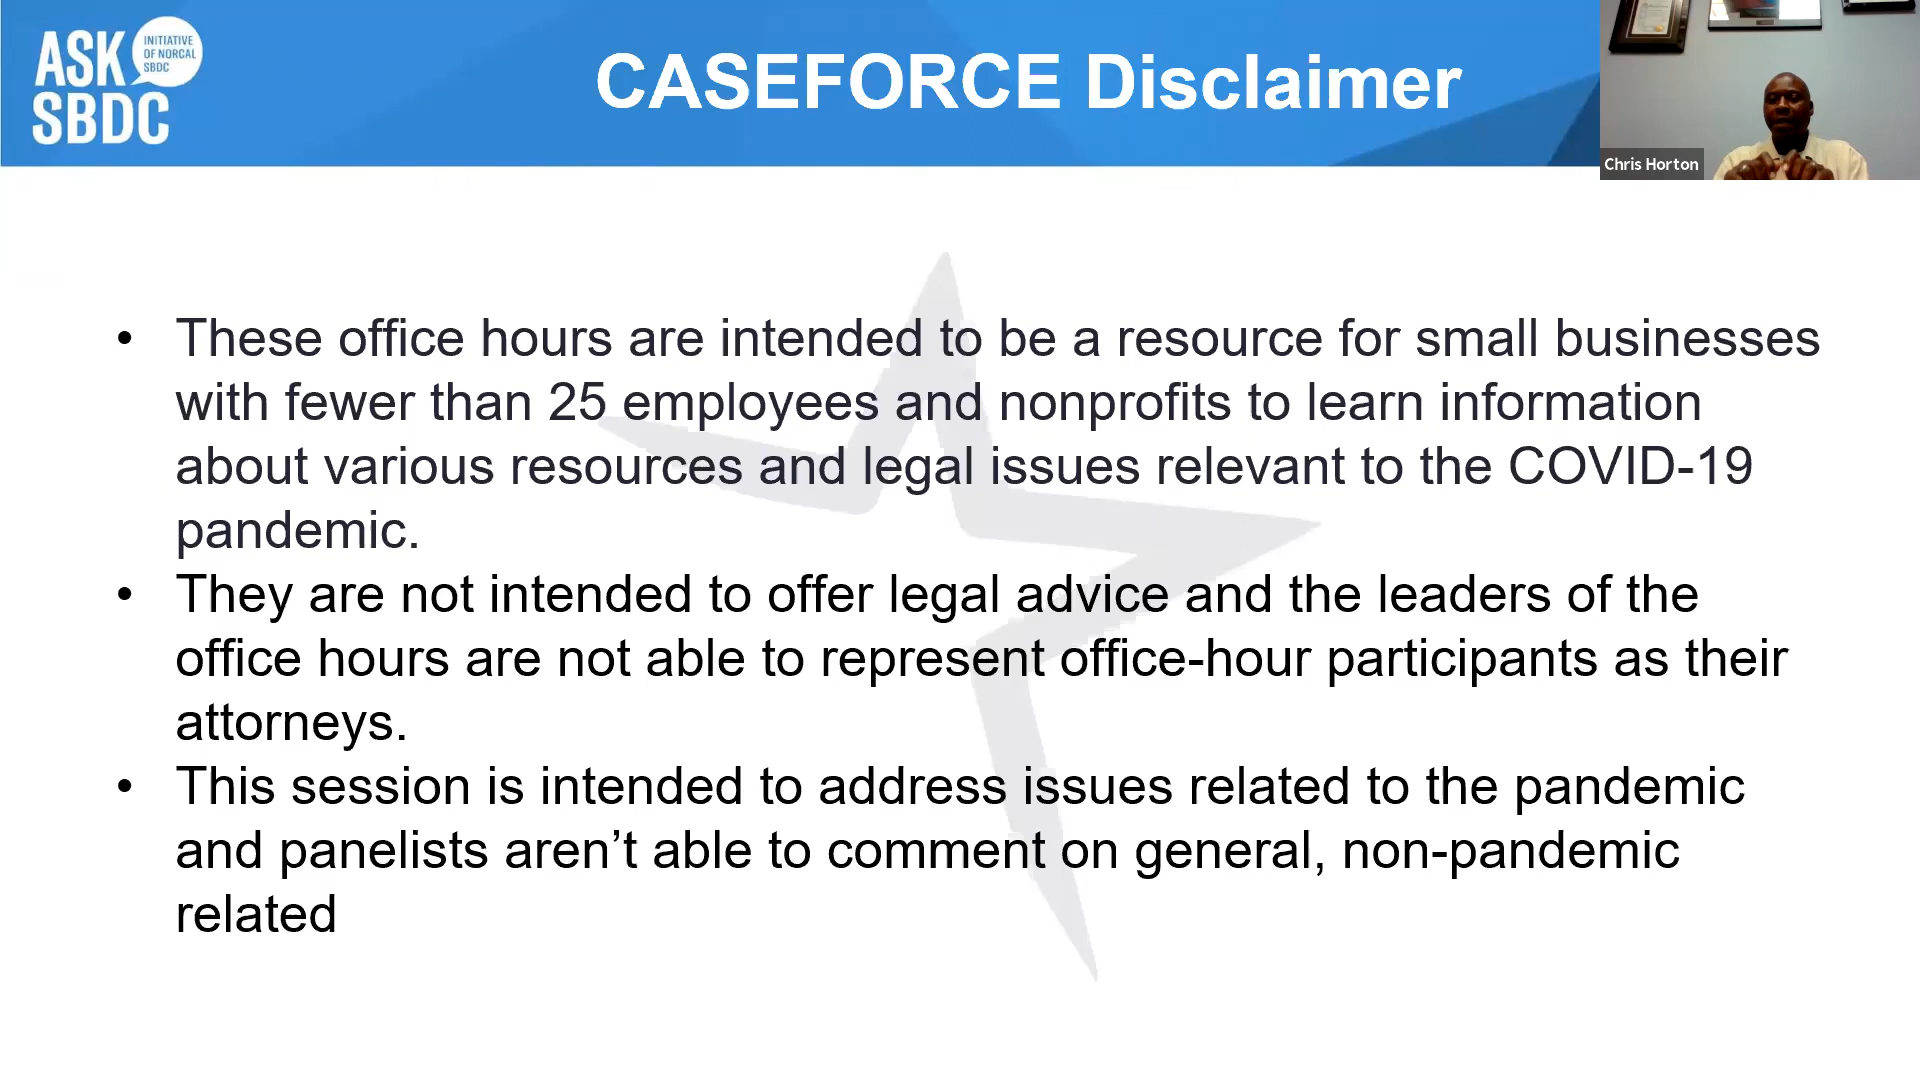 ASK
SBDC
INITIATIVE
OF NORCAL
SBDC
CASEFORCE Disclaimer
Chris Horton
• These office hours are intended to be a resource for small businesses
with fewer than 25 employees and nonprofits to learn information
about various resources and legal issues relevant to the COVID-19
pandemic.
• They are not intended to offer legal advice and the leaders of the
office hours are not able to represent office-hour participants as their
attorneys.
• This session is intended to address issues related to the pandemic
and panelists aren’t able to comment on general, non-pandemic
related